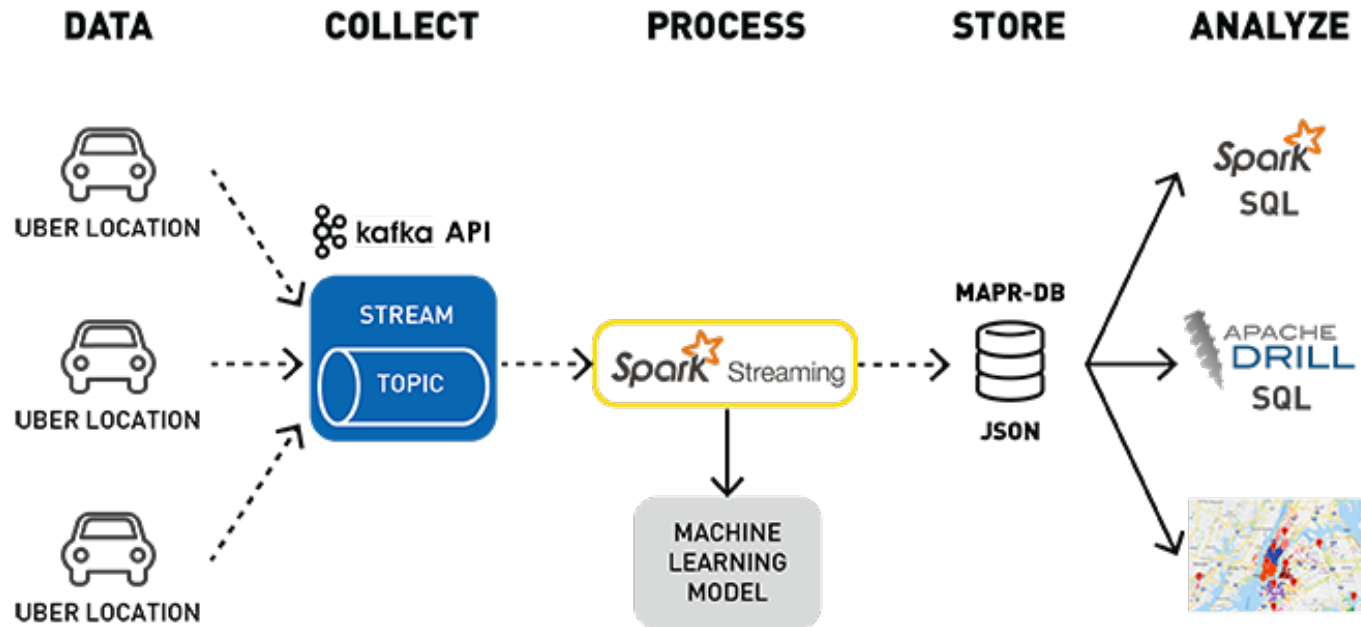 DATA
COLLECT
PROCESS
STORE
ANALYZE
UBER LOCATION
UBER LOCATION
UBER LOCATION
kafka API
STREAM
TOPIC
Spark Streaming
MACHINE
LEARNING
MODEL
MAPR-DB
JSON
Spark
SQL
APACHE
DRILL
SQL